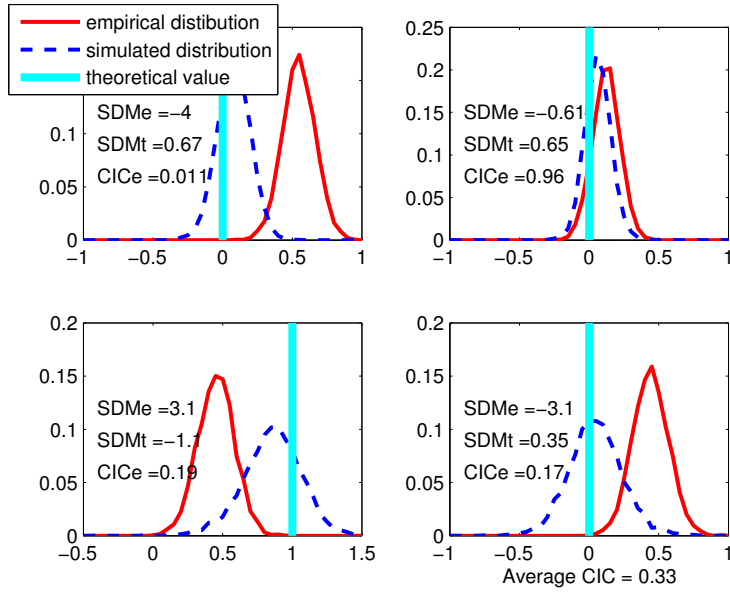 empirical distibution
simulated distribution
theoretical value
0.15
0.1
0.05
0
SDMe =−4
SDMt =0.67
CICe =0.011
−1 −0.5 0 0.5 1
0.25
0.2
0.15
0.1
0.05
0
SDMe =−0.61
SDMt =0.65
CICe =0.96
−1 −0.5 0 0.5 1
0.2
0.15
0.1
0.05
0
SDMe =3.1
SDMt =−1.1
CICe =0.19
−0.5 0 0.5 1 1.5
0.2
0.15
0.1
0.05
0
SDMe =−3.1
SDMt =0.35
CICe =0.17
−1 −0.5 0 0.5 1
Average CIC = 0.33